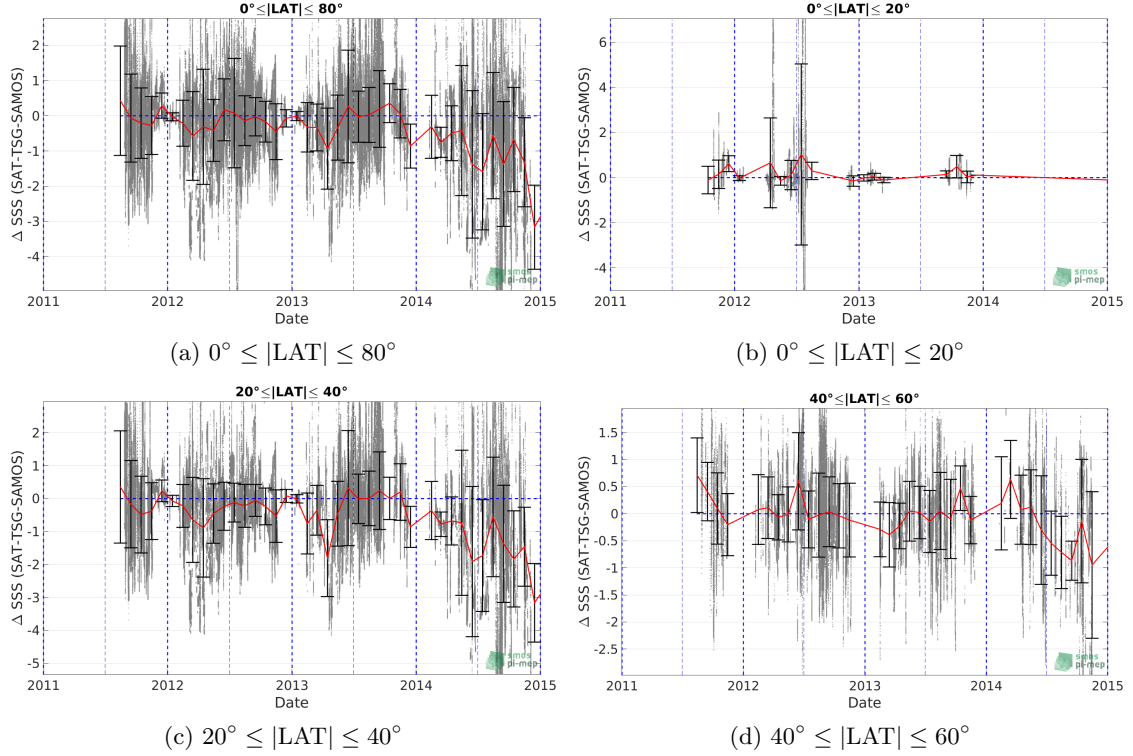 0°≤|LAT|≤ 80°
Δ SSS (SAT-TSG-SAMOS)
2
1
0
-1
-2
-3
-4
2011 2012 2013 2014 2015
Date
smos
pi-mep
(a) 0° ≤ |LAT| ≤ 80°
0°≤|LAT|≤ 20°
Δ SSS (SAT-TSG-SAMOS)
6
4
2
0
-2
-4
2011 2012 2013 2014 2015
Date
smos
pi-mep
(b) 0° ≤ |LAT| ≤ 20°
20°≤|LAT|≤ 40°
Δ SSS (SAT-TSG-SAMOS)
2
1
0
-1
-2
-3
-4
-5
2011 2012 2013 2014 2015
Date
smos
pi-mep
(c) 20° ≤ |LAT| ≤ 40°
40°≤|LAT|≤ 60°
Δ SSS (SAT-TSG-SAMOS)
1.5
1
0.5
0
-0.5
-1
-1.5
-2
-2.5
2011 2012 2013 2014 2015
Date
smos
pi-mep
(d) 40° ≤ |LAT| ≤ 60°